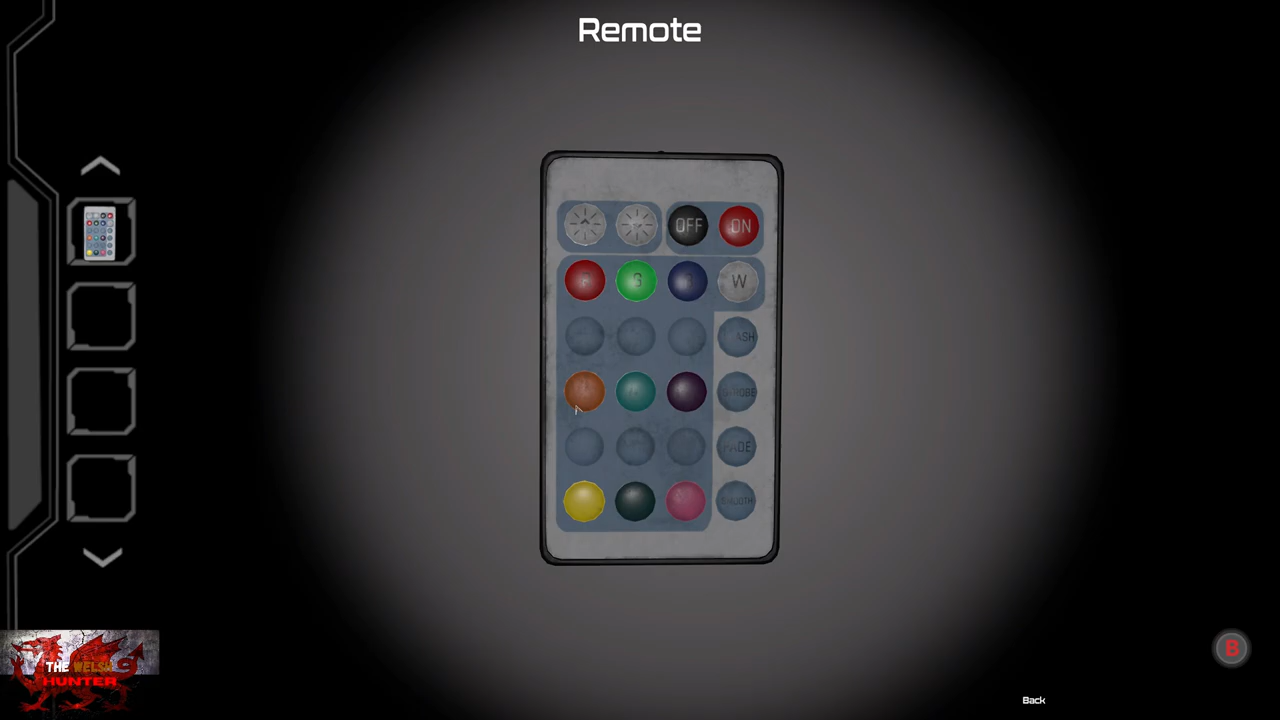 Remote
OFF ON
G W
THE WELSH
HUNTER
B
Back